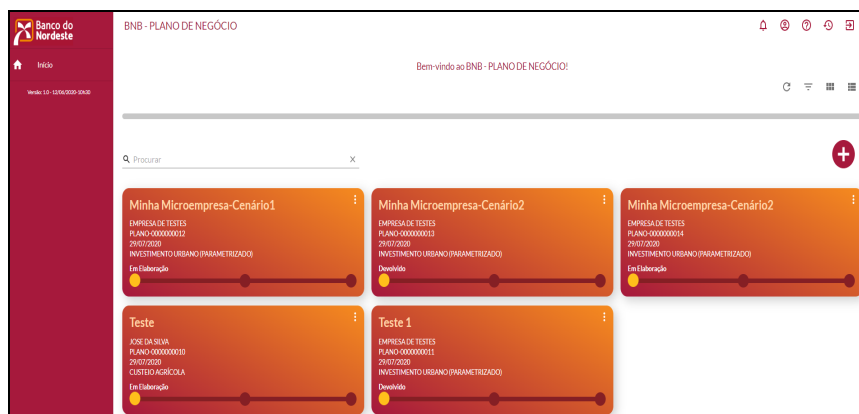 Banco do
Nordeste
BNB - PLANO DE NEGÓCIO
Início
Versão: 1.0 - 12/06/2020-10h30
Bem-vindo ao BNB - PLANO DE NEGÓCIO!
Procurar
X
Minha Microempresa-Cenário1
EMPRESA DE TESTES
PLANO-0000000012
29/07/2020
INVESTIMENTO URBANO (PARAMETRIZADO)
Em Elaboração
Minha Microempresa-Cenário2
EMPRESA DE TESTES
PLANO-0000000013
29/07/2020
INVESTIMENTO URBANO (PARAMETRIZADO)
Devolvido
Minha Microempresa-Cenário2
EMPRESA DE TESTES
PLANO-0000000014
29/07/2020
INVESTIMENTO URBANO (PARAMETRIZADO)
Em Elaboração
Teste
JOSE DA SILVA
PLANO-0000000010
29/07/2020
CUSTEIO AGRÍCOLA
Em Elaboração
Teste 1
EMPRESA DE TESTES
PLANO-0000000011
29/07/2020
INVESTIMENTO URBANO (PARAMETRIZADO)
Devolvido